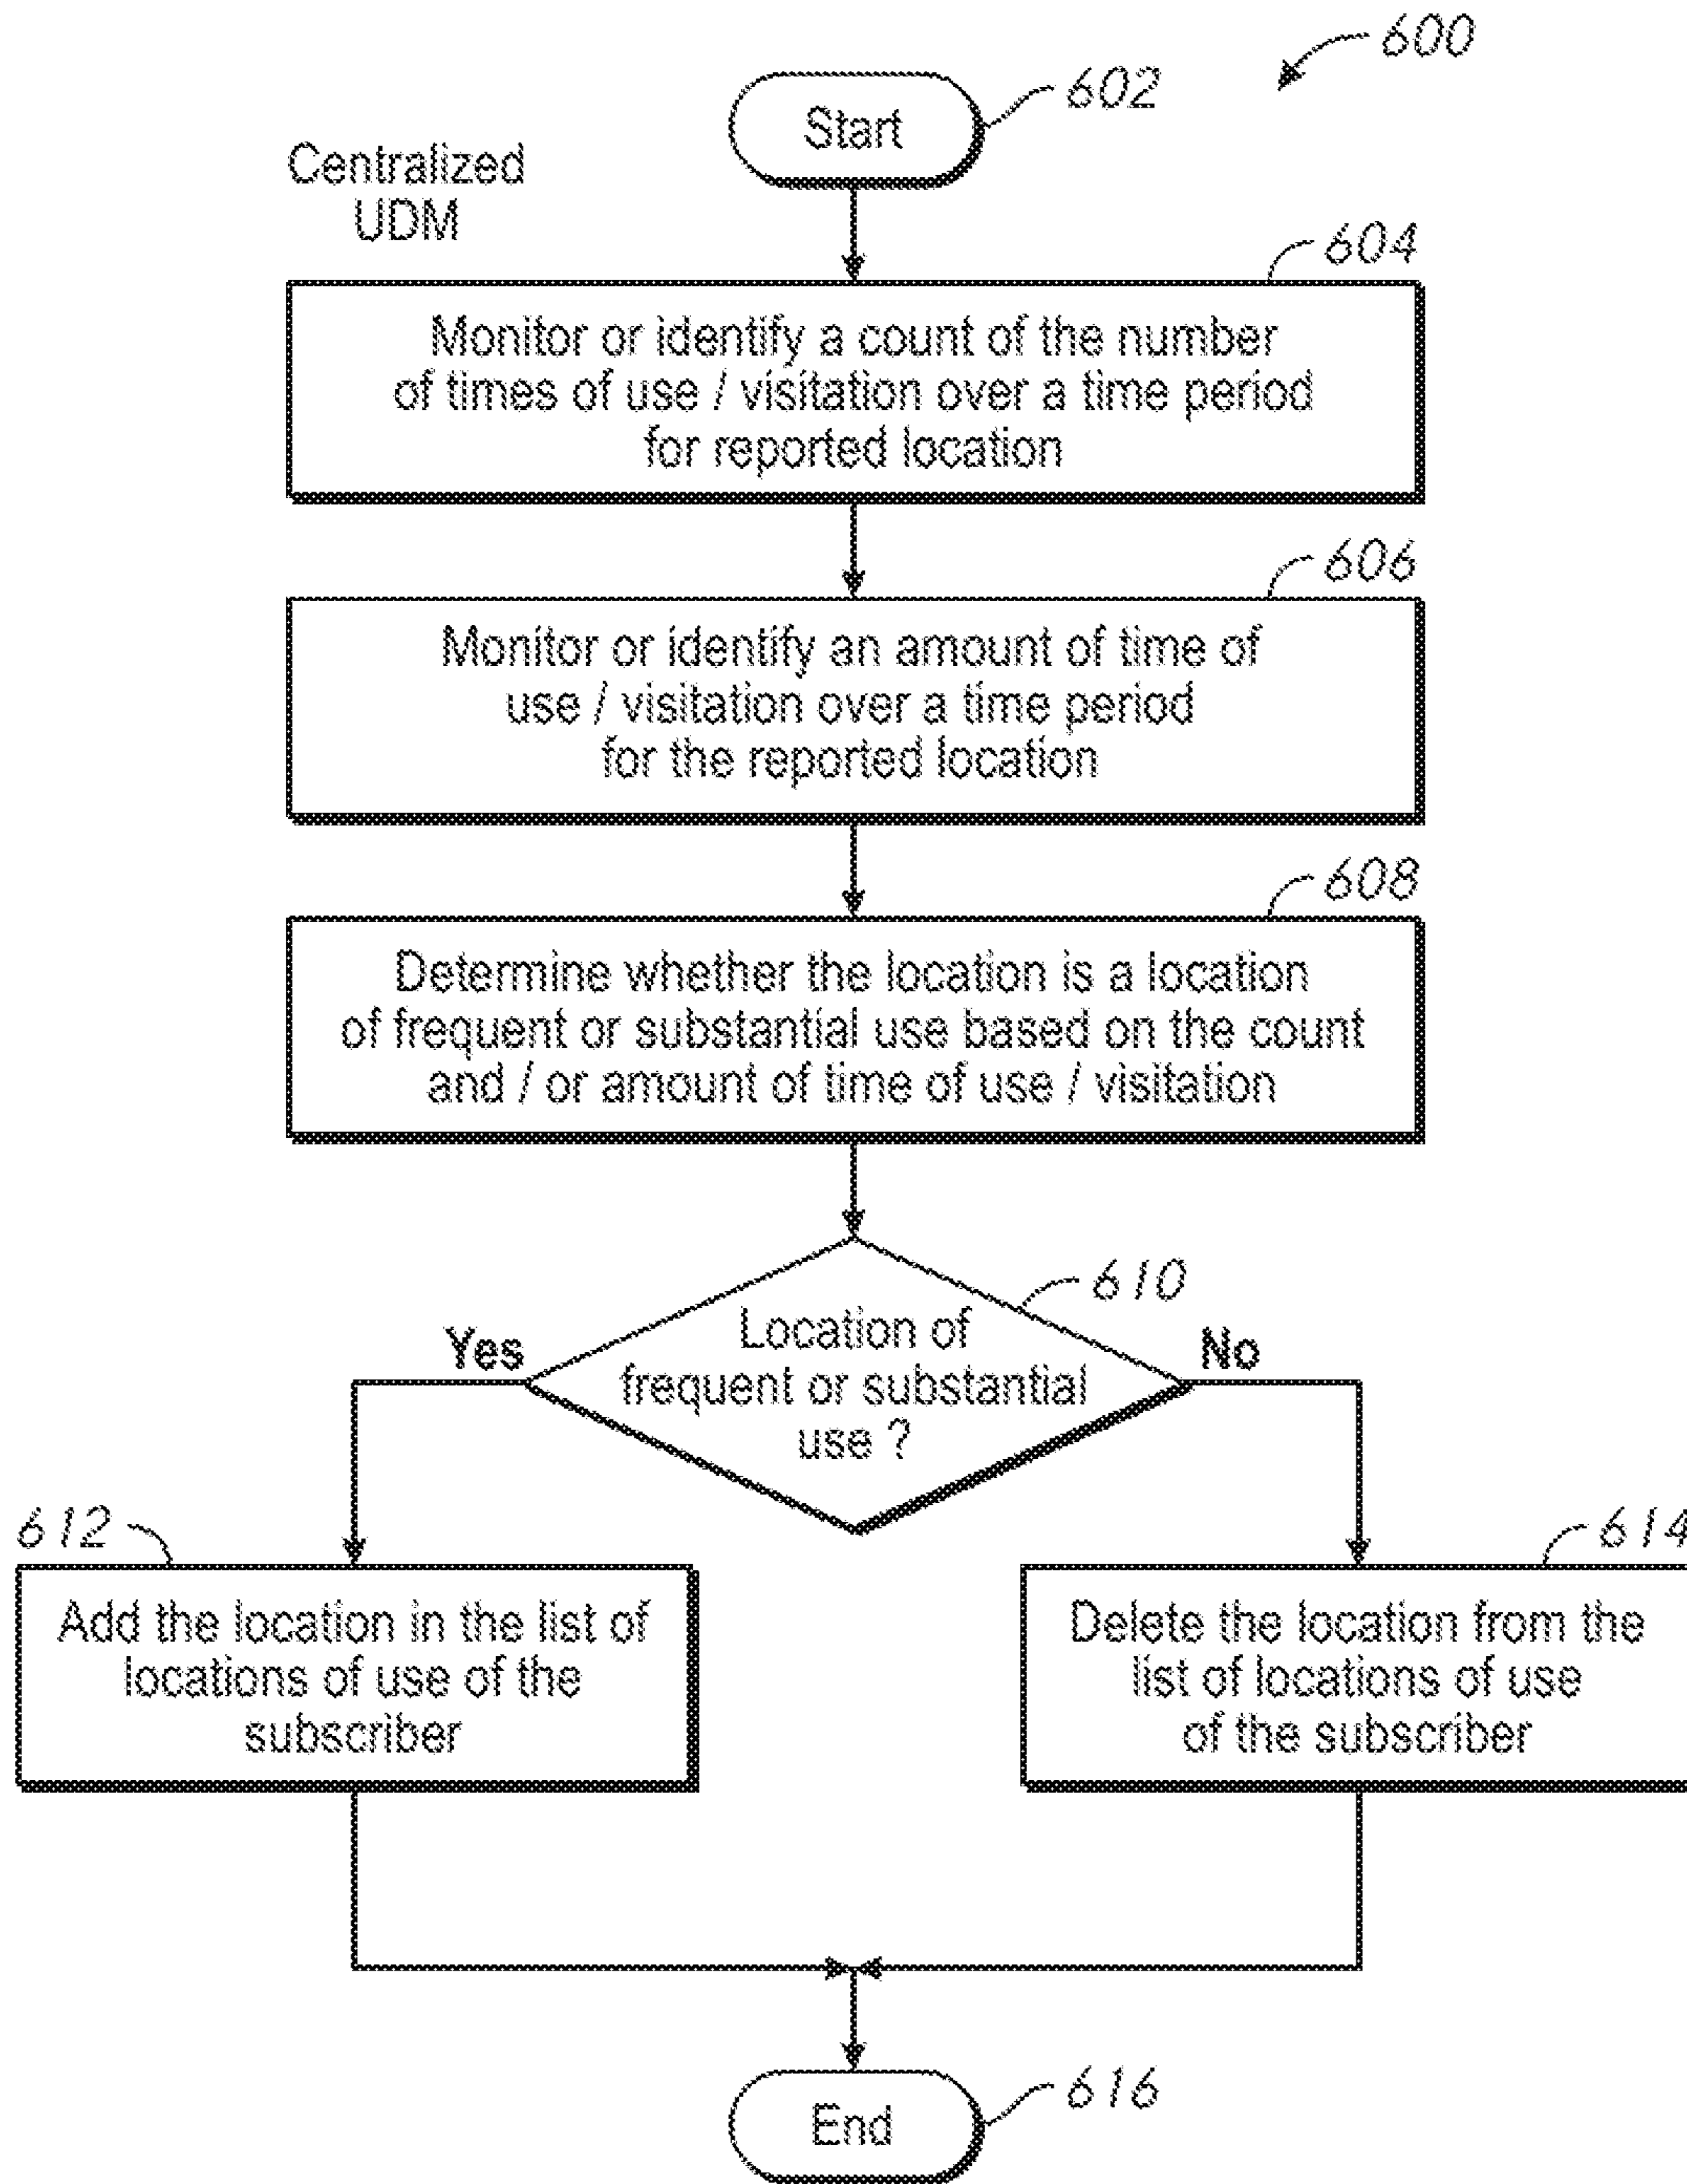 600
Start
602
Centralized
UDM
604
Monitor or identify a count of the number
of times of use / visitation over a time period
for reported location
606
Monitor or identify an amount of time of
use / visitation over a time period
for the reported location
608
Determine whether the location is a location
of frequent or substantial use based on the count
and / or amount of time of use / visitation
610
Location of
frequent or substantial
use ?
Yes
No
612
Add the location in the list of
locations of use of the
subscriber
614
Delete the location from the
list of locations of use
of the subscriber
End
616